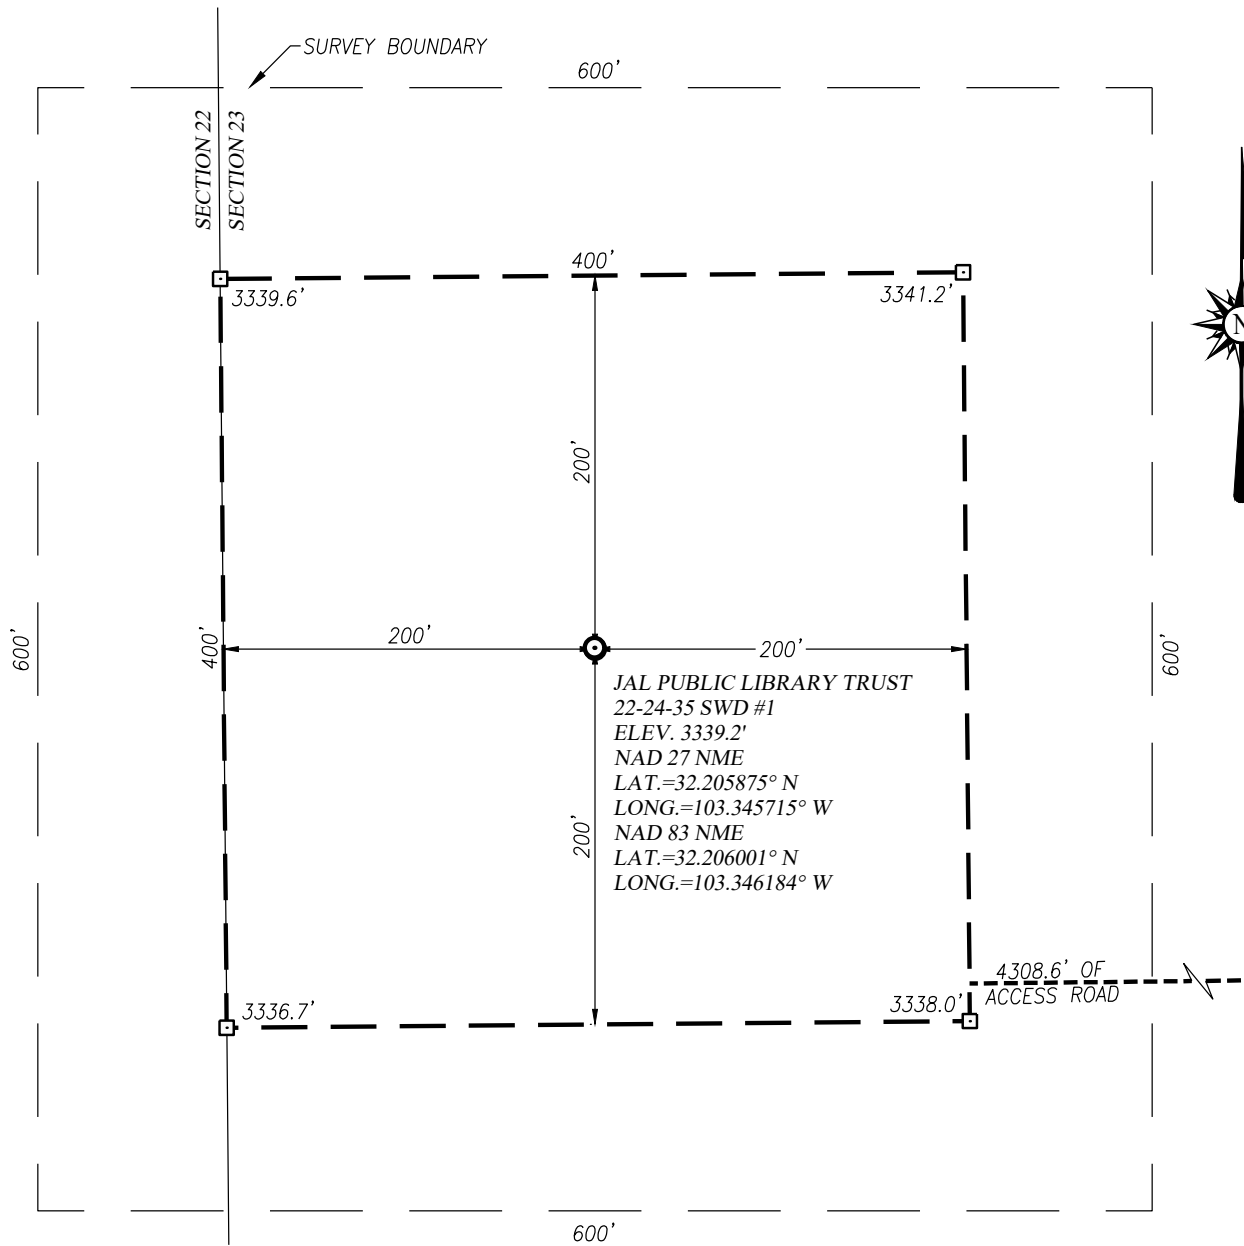 SURVEY BOUNDARY
600'
SECTION 22
SECTION 23
400'
3339.6'
3341.2'
N
200'
600'
400'
200'
200'
600'
JAL PUBLIC LIBRARY TRUST
22-24-35 SWD #1
ELEV. 3339.2'
NAD 27 NME
LAT.=32.205875° N
LONG.=103.345715° W
NAD 83 NME
LAT.=32.206001° N
LONG.=103.346184° W
200'
4308.6' OF
ACCESS ROAD
3336.7'
3338.0'
600'